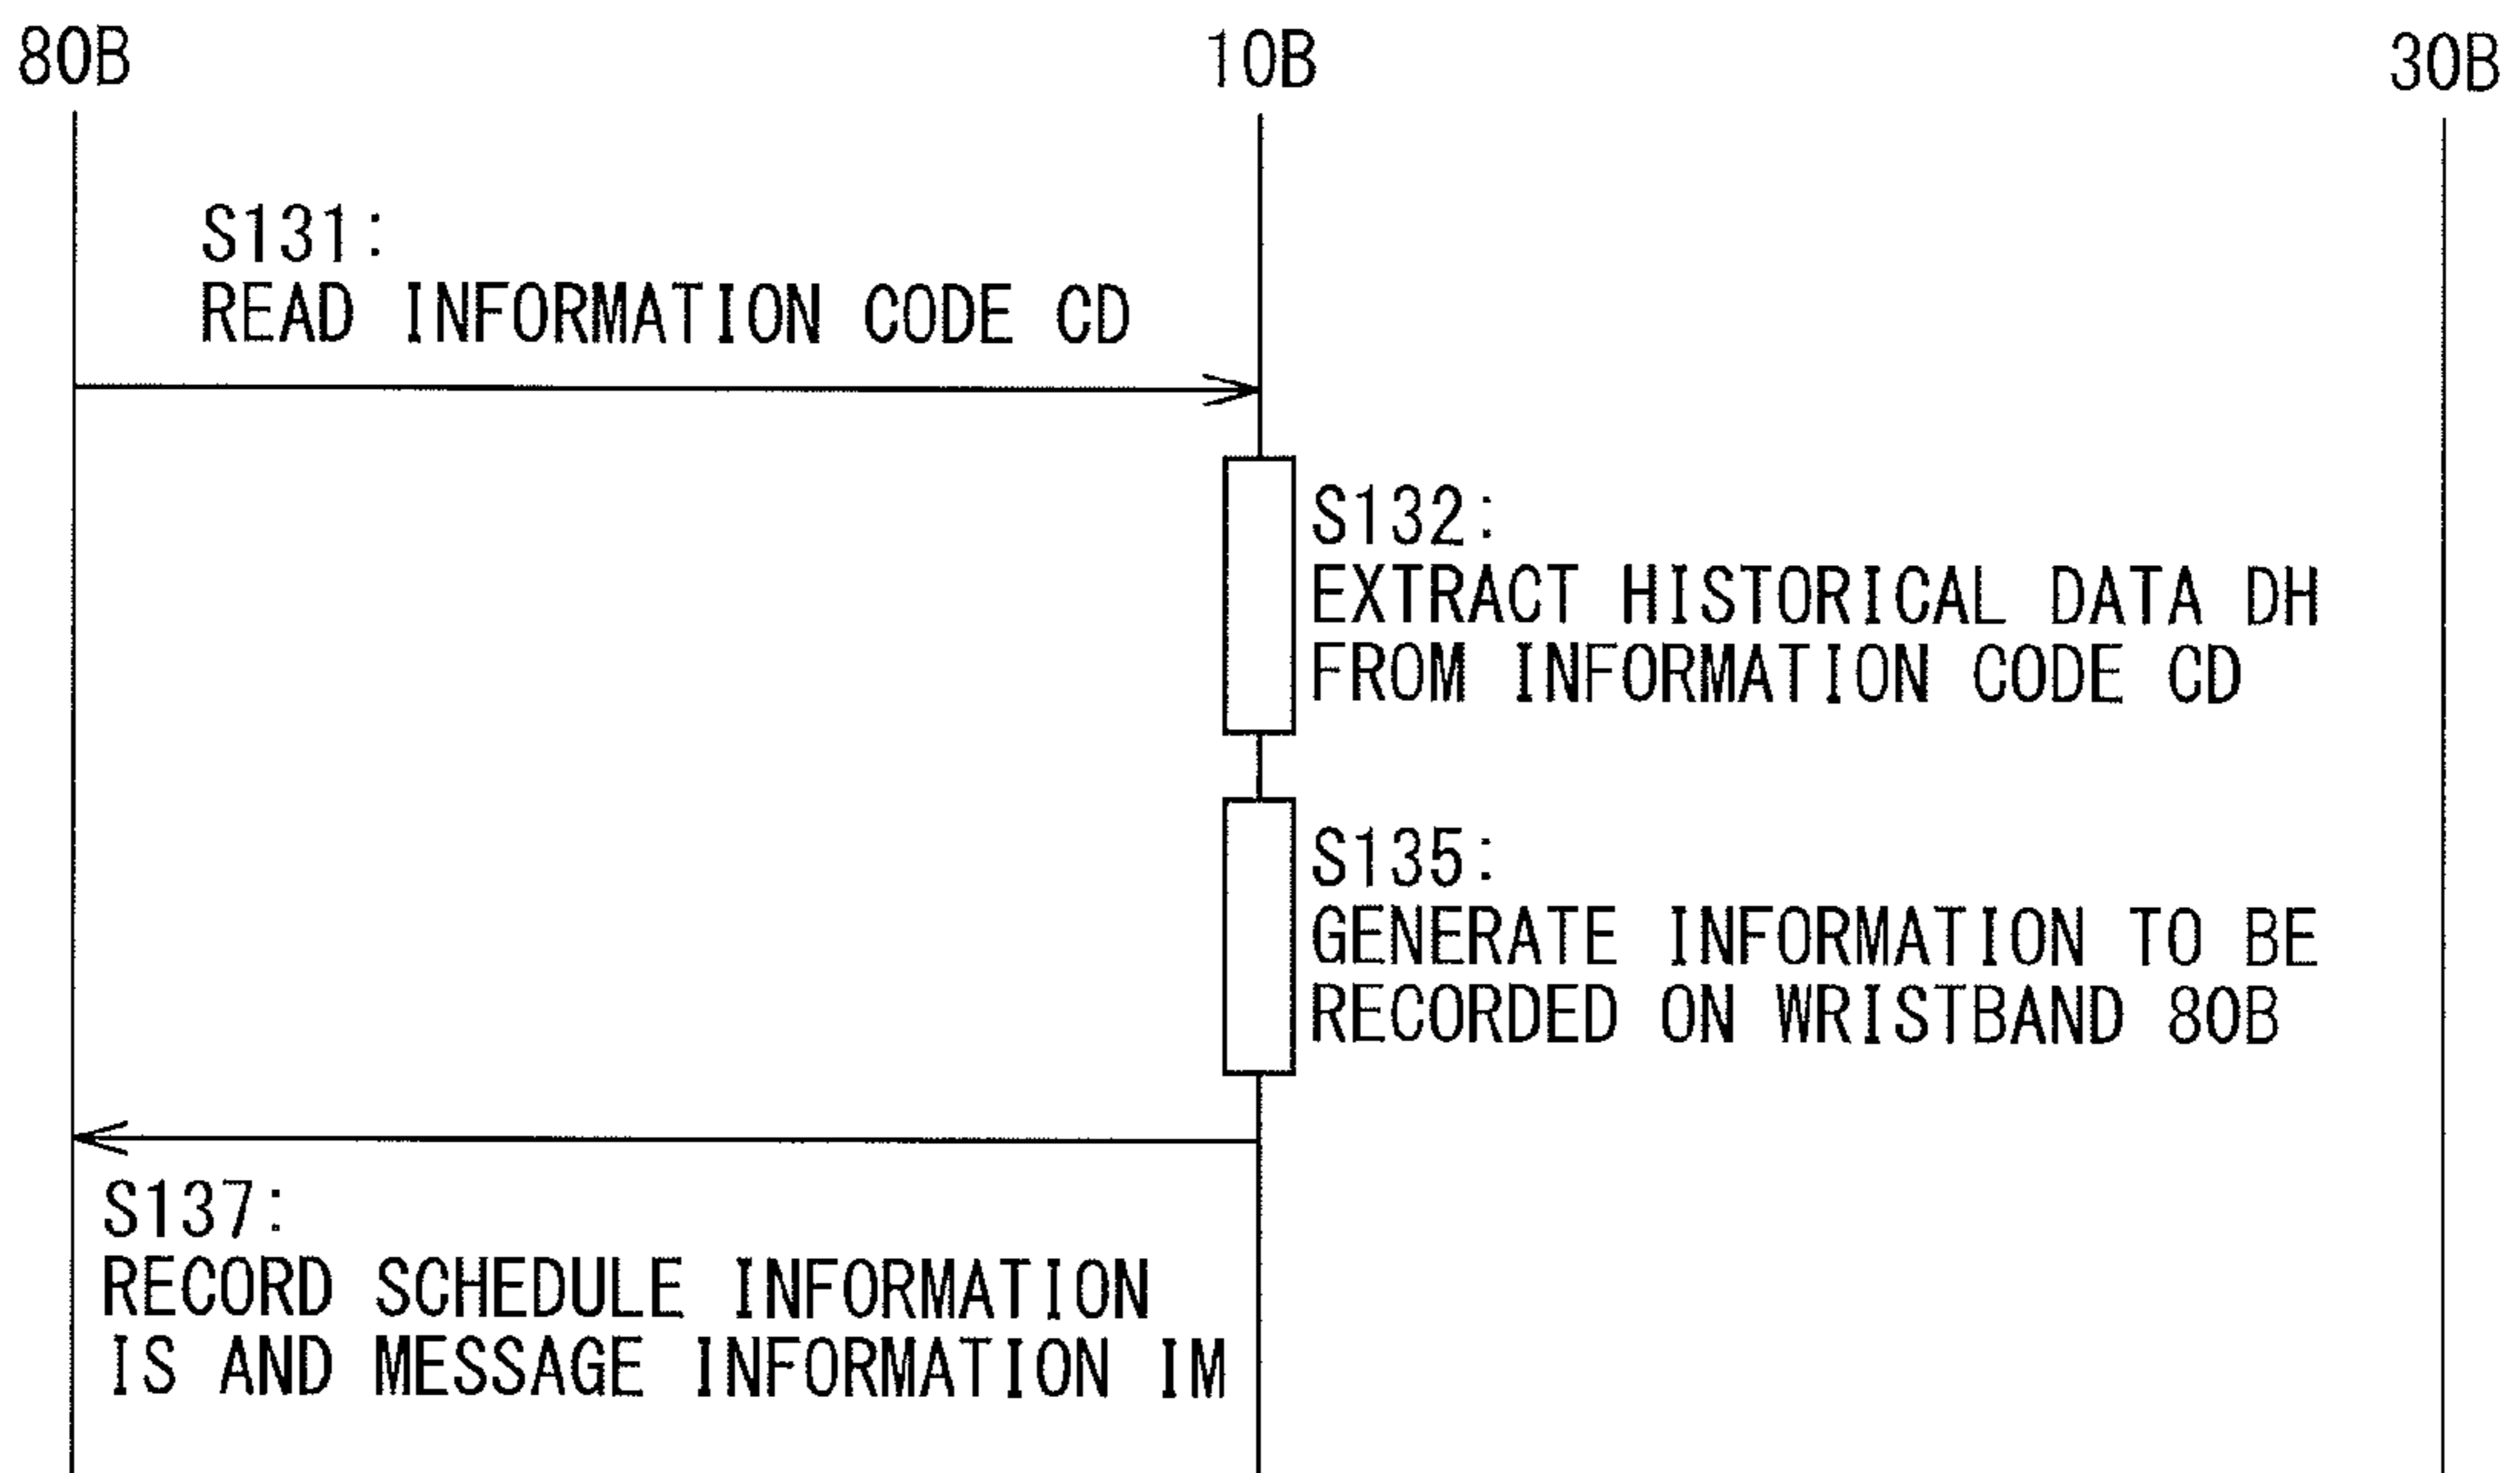 80B
10B
30B
S131:
READ INFORMATION CODE CD
S132:
EXTRACT HISTORICAL DATA DH
FROM INFORMATION CODE CD
S135:
GENERATE INFORMATION TO BE
RECORDED ON WRISTBAND 80B
S137:
RECORD SCHEDULE INFORMATION
IS AND MESSAGE INFORMATION IM